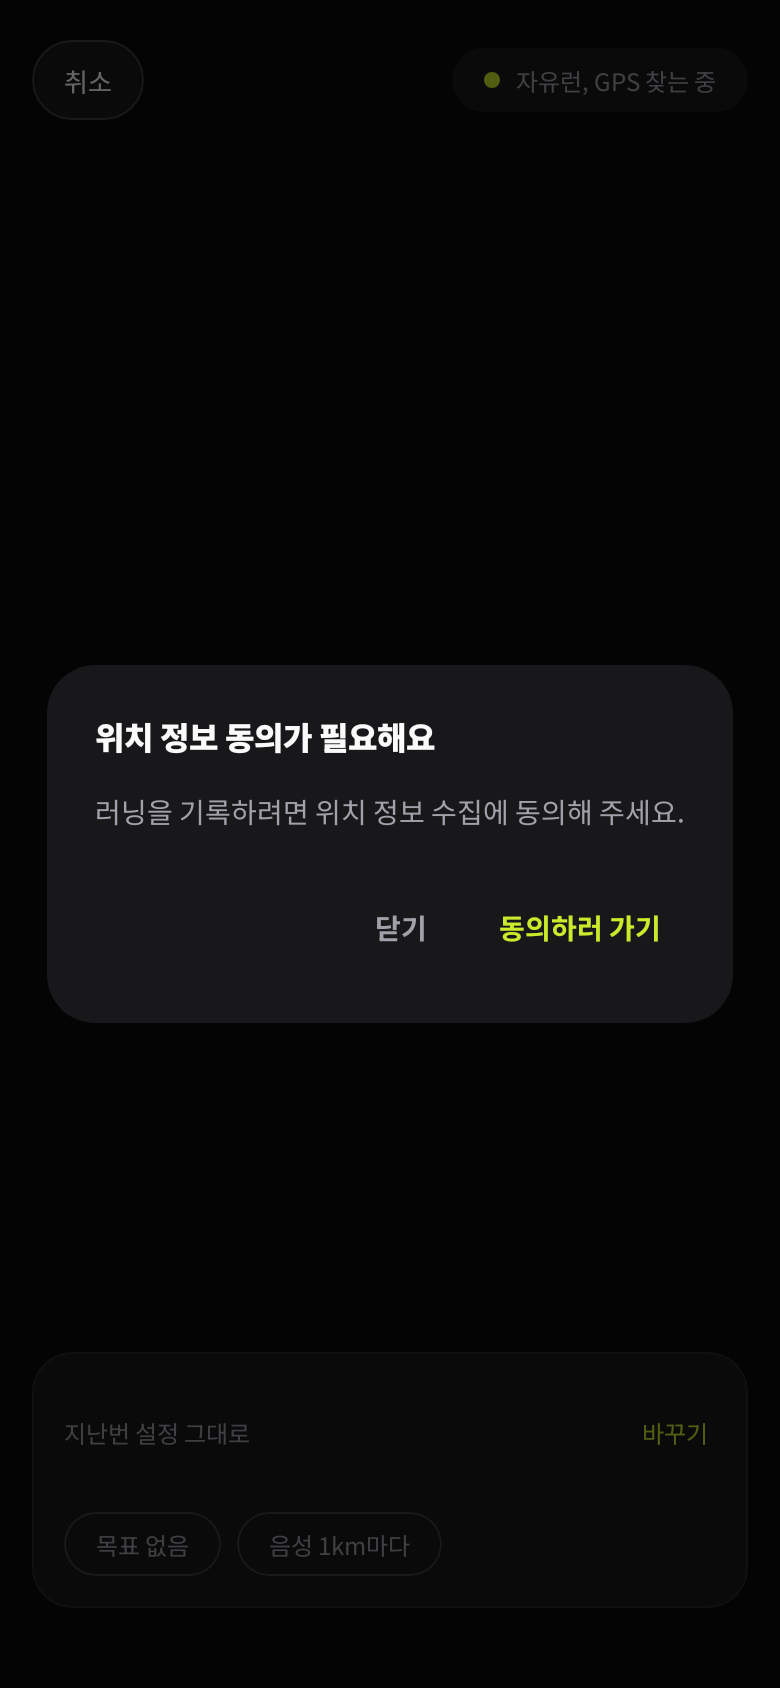 취소
자유런, GPS 찾는 중
위치 정보 동의가 필요해요
러닝을 기록하려면 위치 정보 수집에 동의해 주세요.
닫기
동의하러 가기
지난번 설정 그대로
바꾸기
목표 없음
음성 1km마다